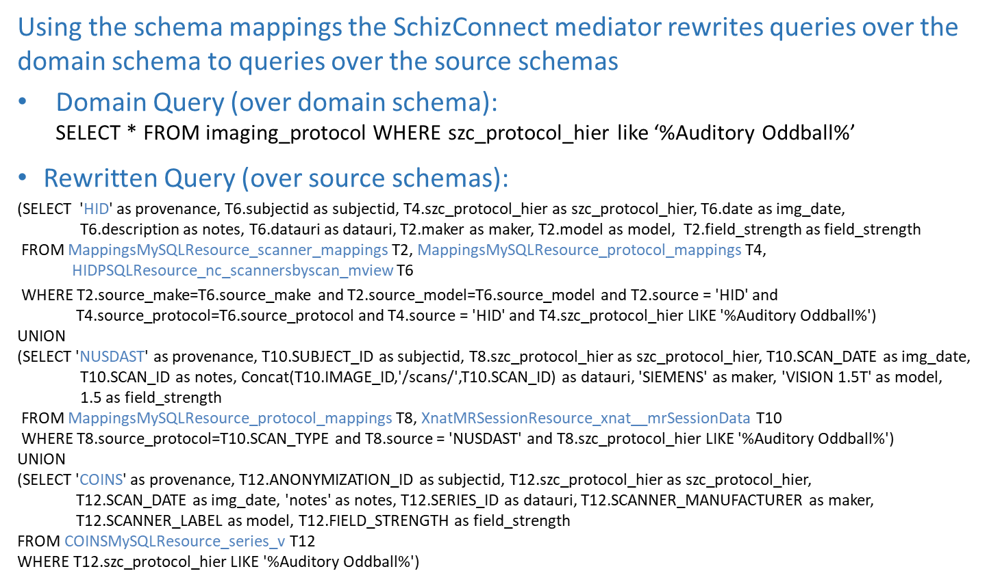 Using the schema mappings the SchizConnect mediator rewrites queries over the
domain schema to queries over the source schemas
• Domain Query (over domain schema):
SELECT * FROM imaging_protocol WHERE szc_protocol_hier like ‘%Auditory Oddball%’
• Rewritten Query (over source schemas):
(SELECT 'HID' as provenance, T6.subjectid as subjectid, T4.szc_protocol_hier as szc_protocol_hier, T6.date as img_date,
T6.description as notes, T6.datauri as datauri, T2.maker as maker, T2.model as model, T2.field_strength as field_strength
FROM MappingsMySQLResource_scanner_mappings T2, MappingsMySQLResource_protocol_mappings T4,
HIDPSQLResource_nc_scannersbyscan_mview T6
WHERE T2.source_make=T6.source_make and T2.source_model=T6.source_model and T2.source = 'HID' and
T4.source_protocol=T6.source_protocol and T4.source = 'HID' and T4.szc_protocol_hier LIKE '%Auditory Oddball%')
UNION
(SELECT 'NUSDAST' as provenance, T10.SUBJECT_ID as subjectid, T8.szc_protocol_hier as szc_protocol_hier, T10.SCAN_DATE as img_date,
T10.SCAN_ID as notes, Concat(T10.IMAGE_ID,'/scans/',T10.SCAN_ID) as datauri, 'SIEMENS' as maker, 'VISION 1.5T' as model,
1.5 as field_strength
FROM MappingsMySQLResource_protocol_mappings T8, XnatMRSessionResource_xnat__mrSessionData T10
WHERE T8.source_protocol=T10.SCAN_TYPE and T8.source = 'NUSDAST' and T8.szc_protocol_hier LIKE '%Auditory Oddball%')
UNION
(SELECT 'COINS' as provenance, T12.ANONYMIZATION_ID as subjectid, T12.szc_protocol_hier as szc_protocol_hier,
T12.SCAN_DATE as img_date, 'notes' as notes, T12.SERIES_ID as datauri, T12.SCANNER_MANUFACTURER as maker,
T12.SCANNER_LABEL as model, T12.FIELD_STRENGTH as field_strength
FROM COINSMySQLResource_series_v T12
WHERE T12.szc_protocol_hier LIKE '%Auditory Oddball%')